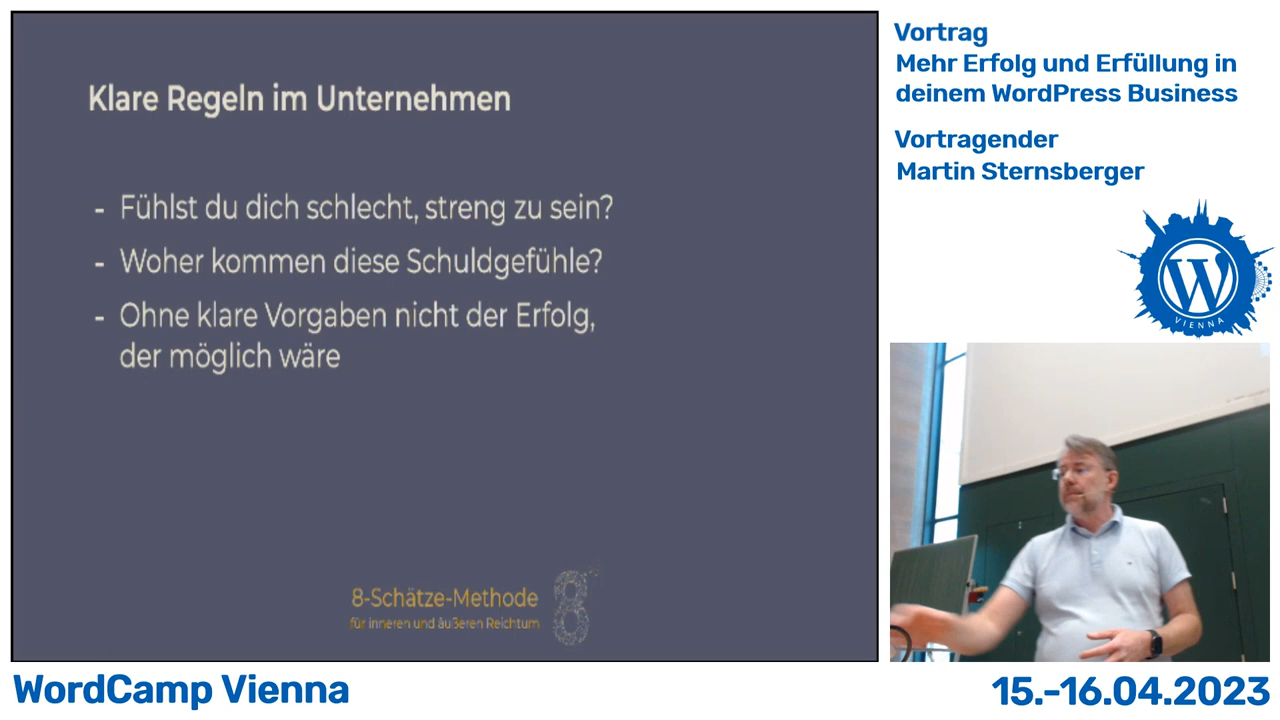 Klare Regeln im Unternehmen
- Fühlst du dich schlecht, streng zu sein?
- Woher kommen diese Schuldgefühle?
- Ohne klare Vorgaben nicht der Erfolg,
der möglich wäre
8-Schätze-Methode
für inneren und äußeren Reichtum
8
Vortrag
Mehr Erfolg und Erfüllung in
deinem WordPress Business
Vortragender
Martin Sternsberger
W
VIENNA
WordCamp Vienna
15.-16.04.2023